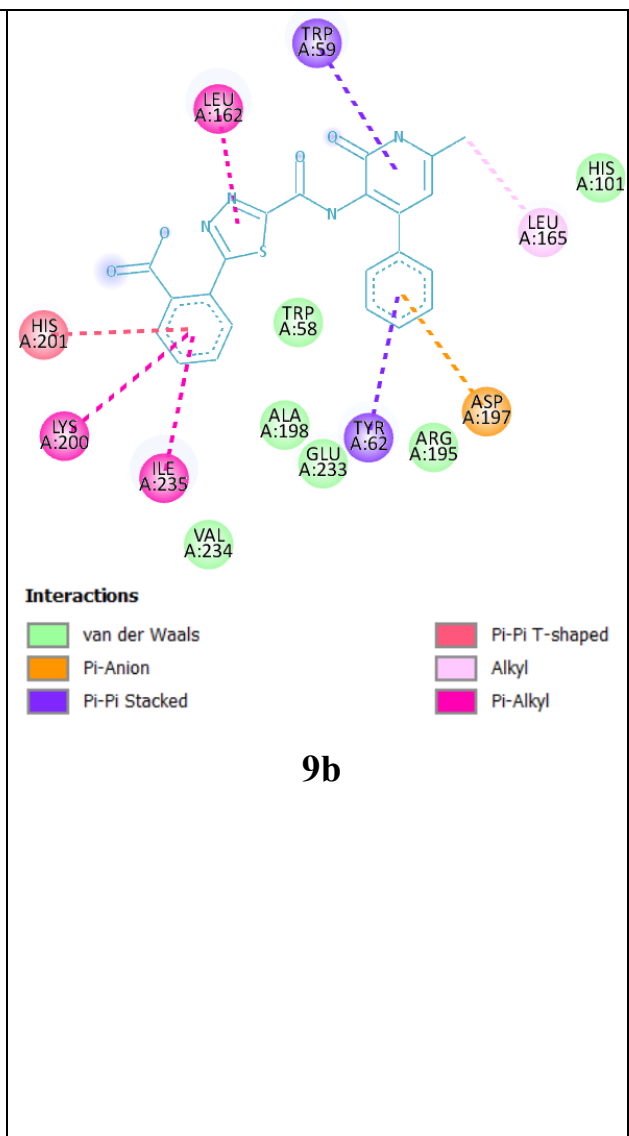 TRP
A:59
LEU
A:162
O
N
O
HIS
A:101
N
N
N
LEU
A:165
S
O
O
TRP
A:58
HIS
A:201
ASP
A:197
LYS
A:200
ALA
A:198
TYR
A:62
ARG
A:195
GLU
A:233
ILE
A:235
VAL
A:234
Interactions
van der Waals
Pi-Anion
Pi-Pi Stacked
Pi-Pi T-shaped
Alkyl
Pi-Alkyl
9b